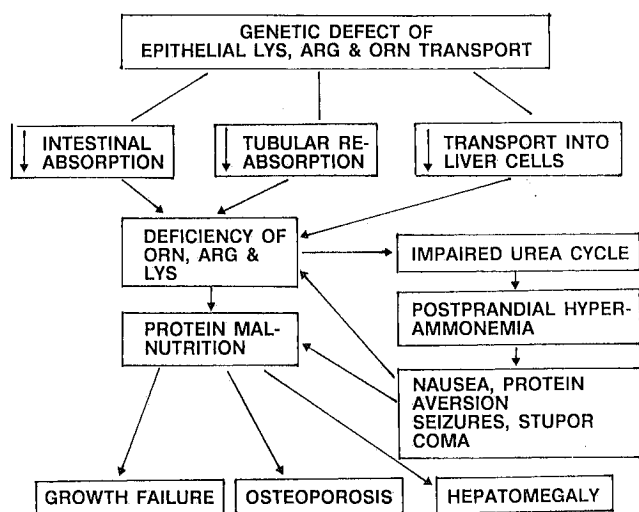 GENETIC DEFECT OF
EPITHELIAL LYS, ARG & ORN TRANSPORT
INTESTINAL
ABSORPTION
TUBULAR RE-
ABSORPTION
TRANSPORT INTO
LIVER CELLS
DEFICIENCY OF
ORN, ARG &
LYS
IMPAIRED UREA CYCLE
POSTPRANDIAL HYPER-
AMMONEMIA
PROTEIN MAL-
NUTRITION
NAUSEA, PROTEIN
AVERSION
SEIZURES, STUPOR
COMA
GROWTH FAILURE
OSTEOPOROSIS
HEPATOMEGALY